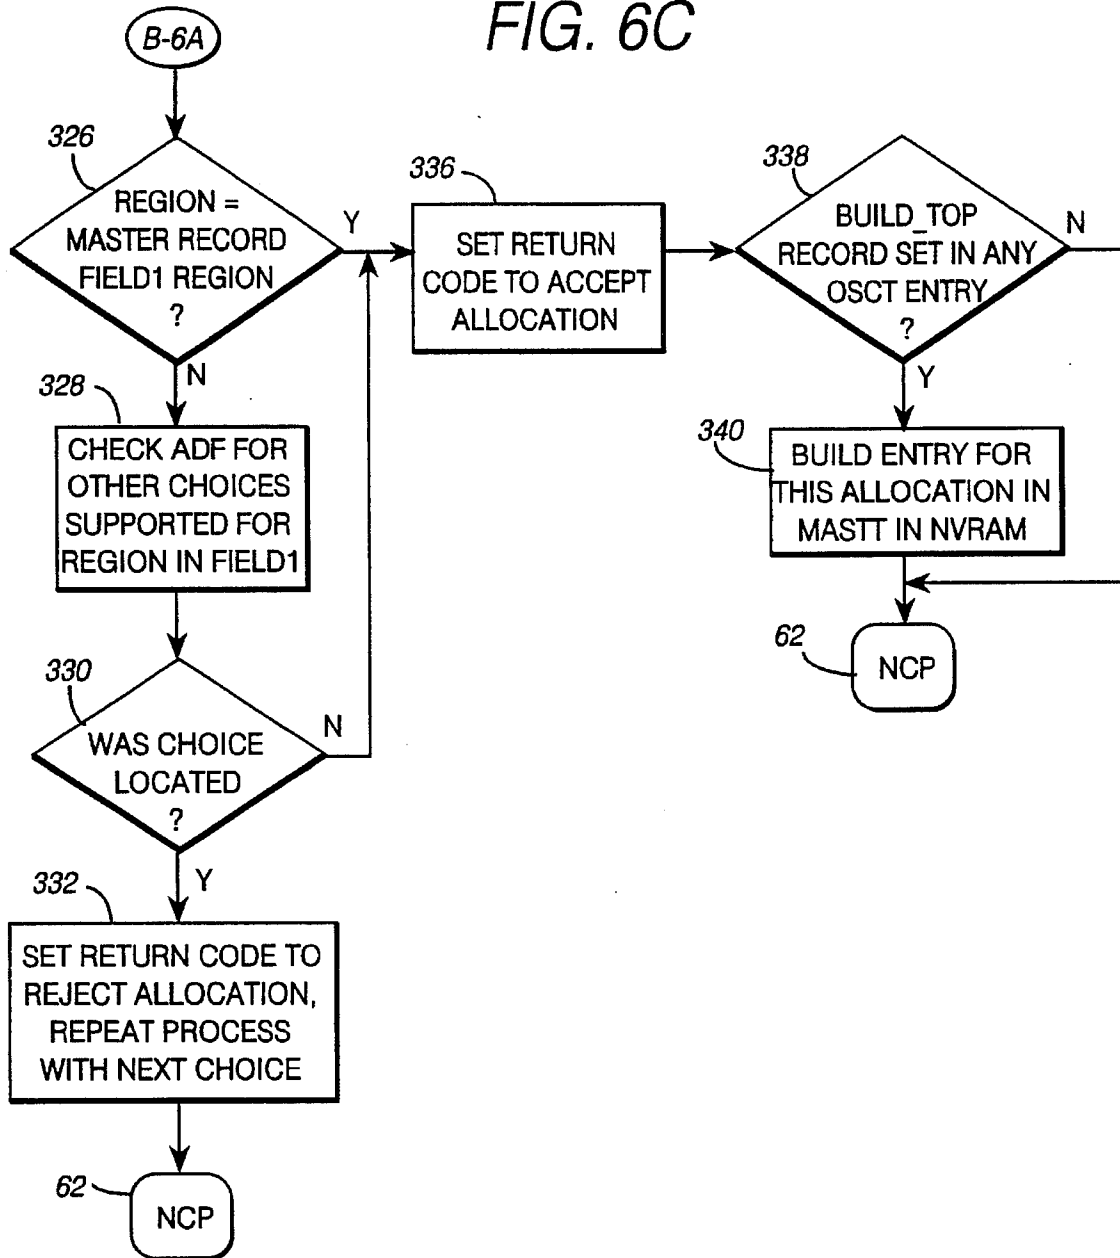 FIG. 6C
B-6A
326
REGION =
MASTER RECORD
FIELD1 REGION
?
Y
N
328
CHECK ADF FOR
OTHER CHOICES
SUPPORTED FOR
REGION IN FIELD1
330
WAS CHOICE
LOCATED
?
N
Y
332
SET RETURN CODE TO
REJECT ALLOCATION,
REPEAT PROCESS
WITH NEXT CHOICE
62
NCP
336
SET RETURN
CODE TO ACCEPT
ALLOCATION
338
BUILD_TOP
RECORD SET IN ANY
OSCT ENTRY
?
N
Y
340
BUILD ENTRY FOR
THIS ALLOCATION IN
MASTT IN NVRAM
62
NCP